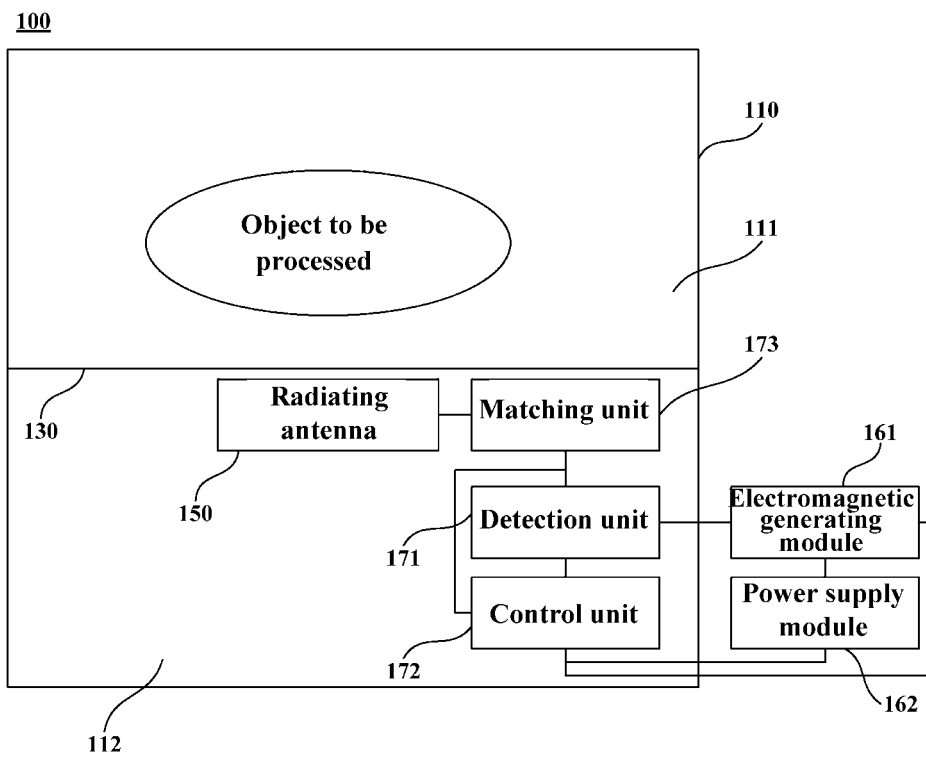 100
110
Object to be
processed
111
173
Radiating
antenna
Matching unit
130
161
150
Detection unit
Electromagnetic
generating
module
171
Control unit
Power supply
module
172
162
112